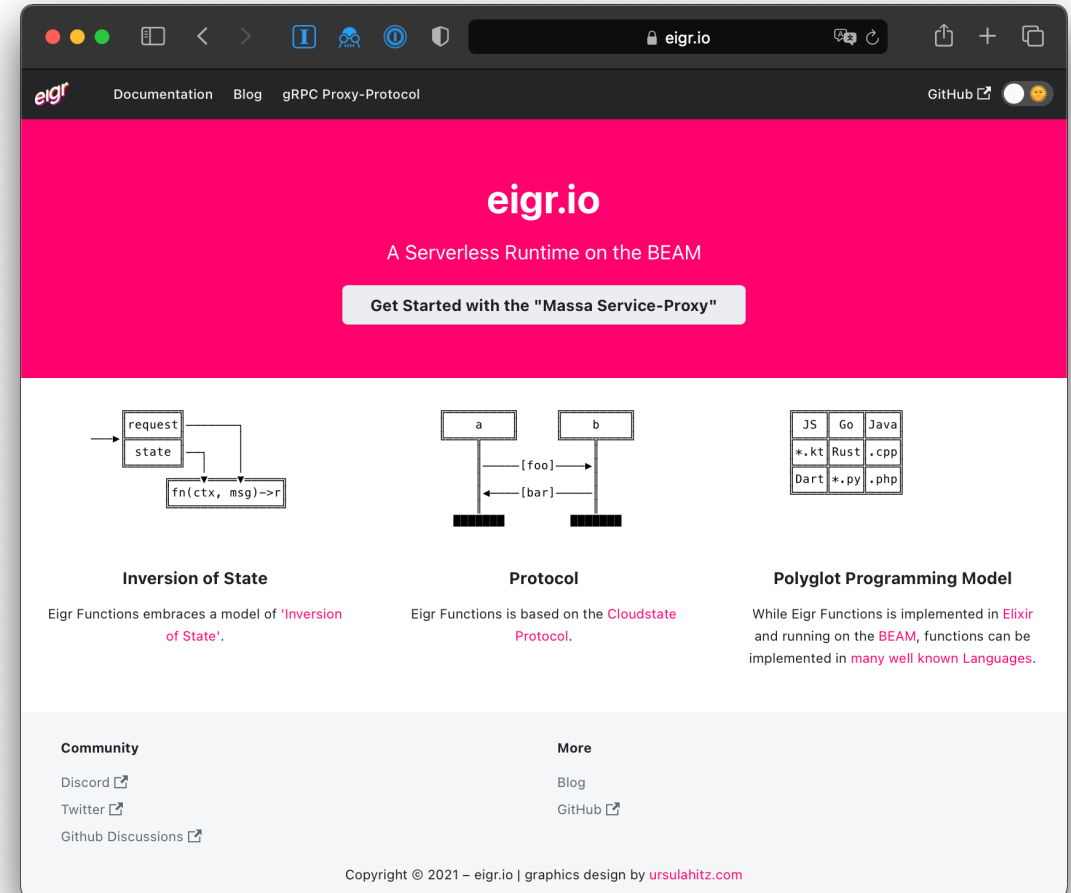 eigr.io
eigr
Documentation Blog gRPC Proxy-Protocol GitHub
eigr.io
A Serverless Runtime on the BEAM
Get Started with the "Massa Service-Proxy"
request
state
fn(ctx, msg)->r
a b
[foo]
[bar]
JS Go Java
*.kt Rust .cpp
Dart *.py .php
Inversion of State
Eigr Functions embraces a model of 'Inversion
of State'.
Protocol
Eigr Functions is based on the Cloudstate
Protocol.
Polyglot Programming Model
While Eigr Functions is implemented in Elixir
and running on the BEAM, functions can be
implemented in many well known Languages.
Community
Discord
Twitter
Github Discussions
More
Blog
GitHub
Copyright © 2021 – eigr.io | graphics design by ursulahitz.com